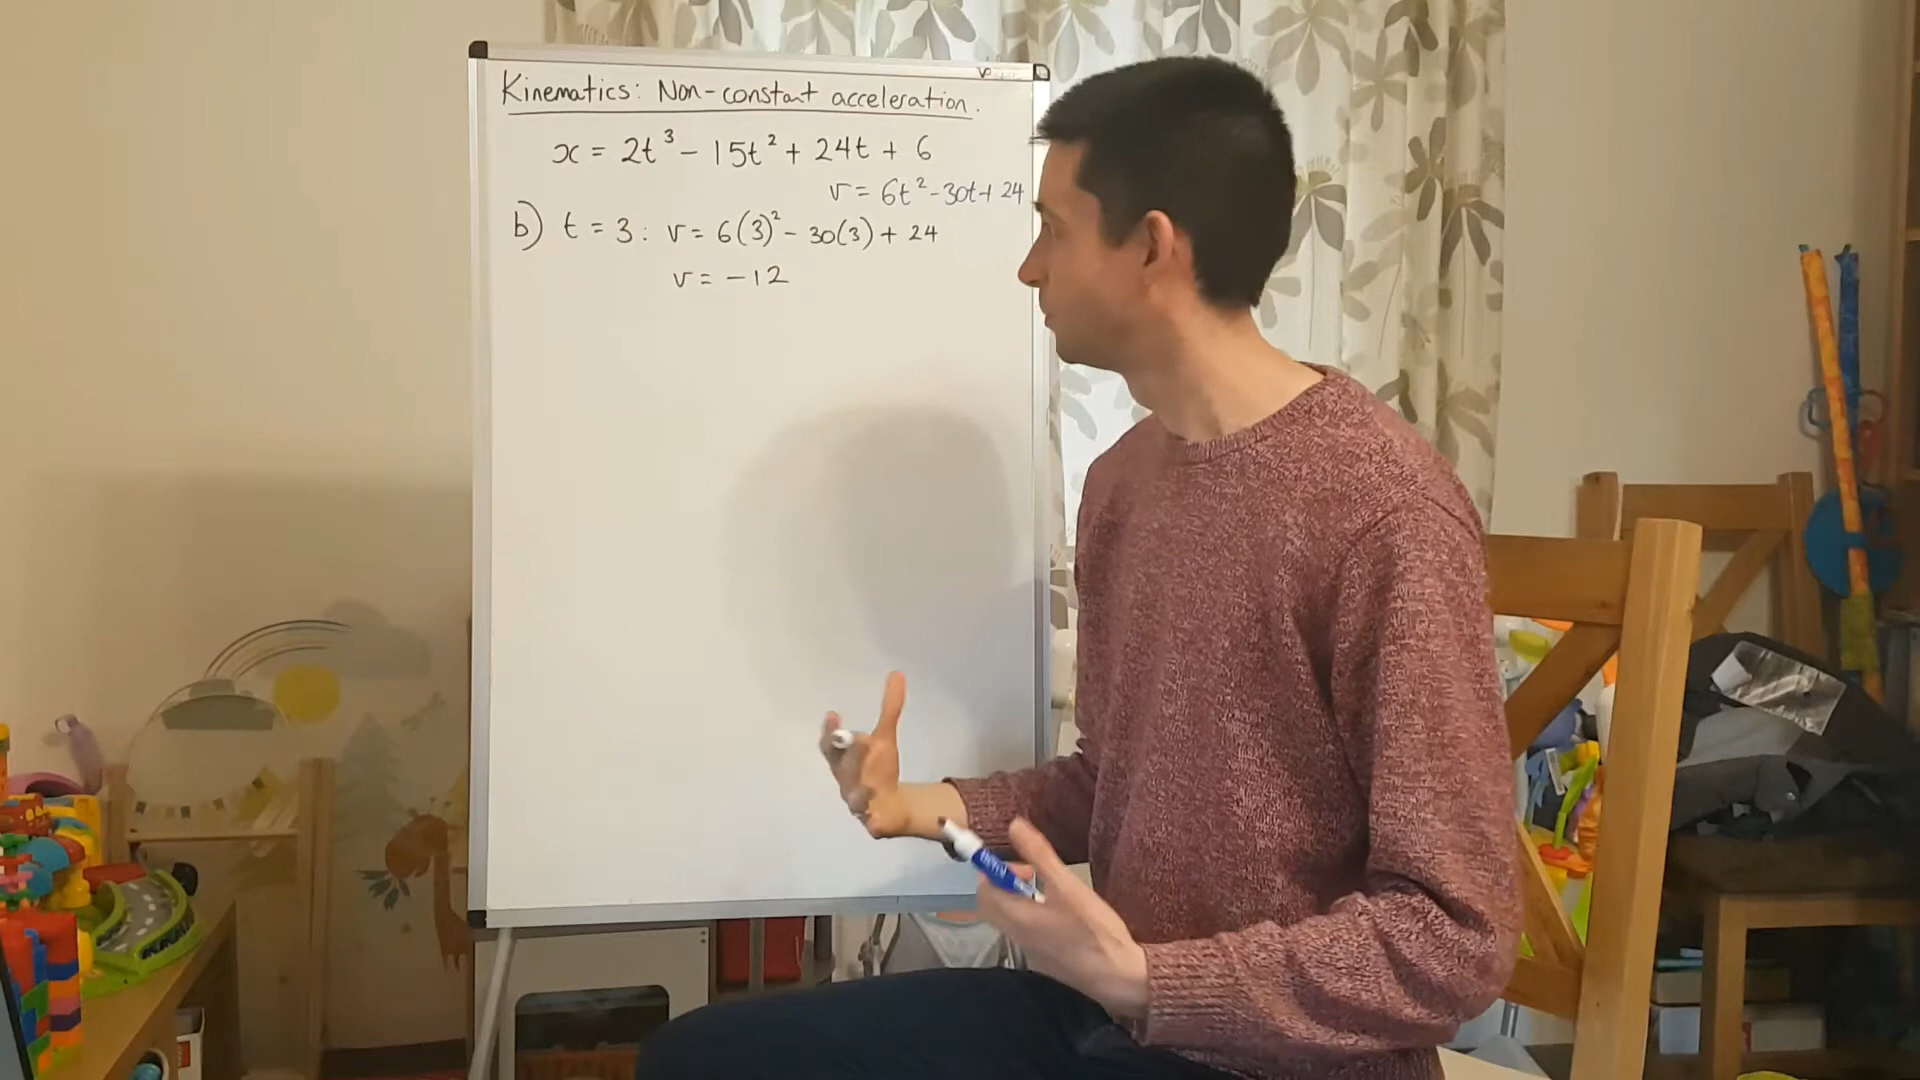 Kinematics: Non-constant acceleration.
x = 2t³ - 15t² + 24t + 6
v = 6t² - 30t + 24
b) t = 3: v = 6(3)² - 30(3) + 24
v = -12